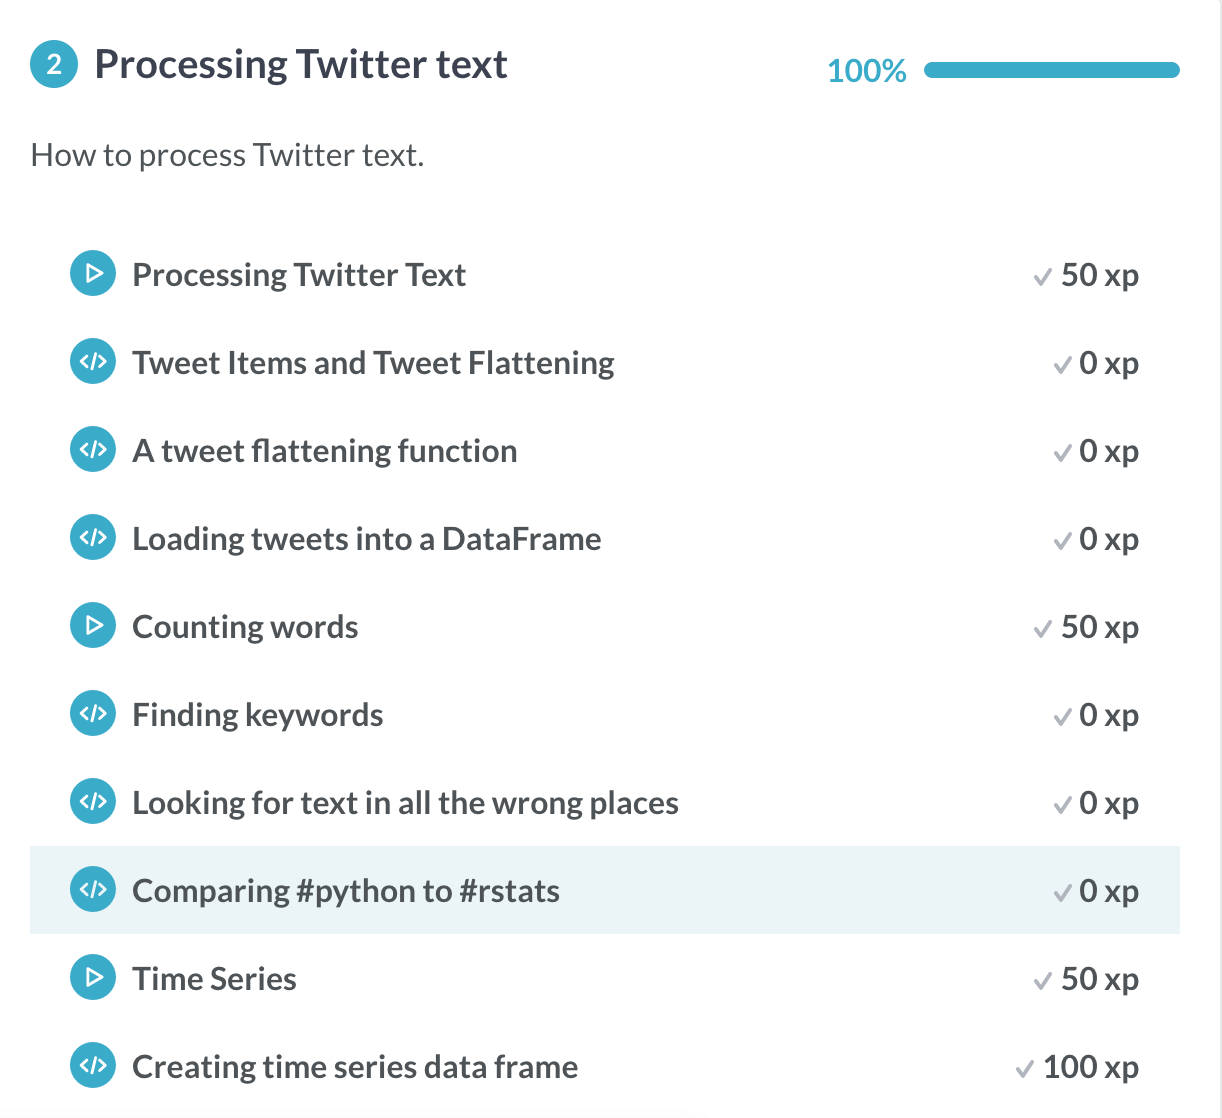 2 Processing Twitter text 100%
How to process Twitter text.
Processing Twitter Text 50 xp
</> Tweet Items and Tweet Flattening 0 xp
</> A tweet flattening function 0 xp
</> Loading tweets into a DataFrame 0 xp
Counting words 50 xp
</> Finding keywords 0 xp
</> Looking for text in all the wrong places 0 xp
</> Comparing #python to #rstats 0 xp
Time Series 50 xp
</> Creating time series data frame 100 xp